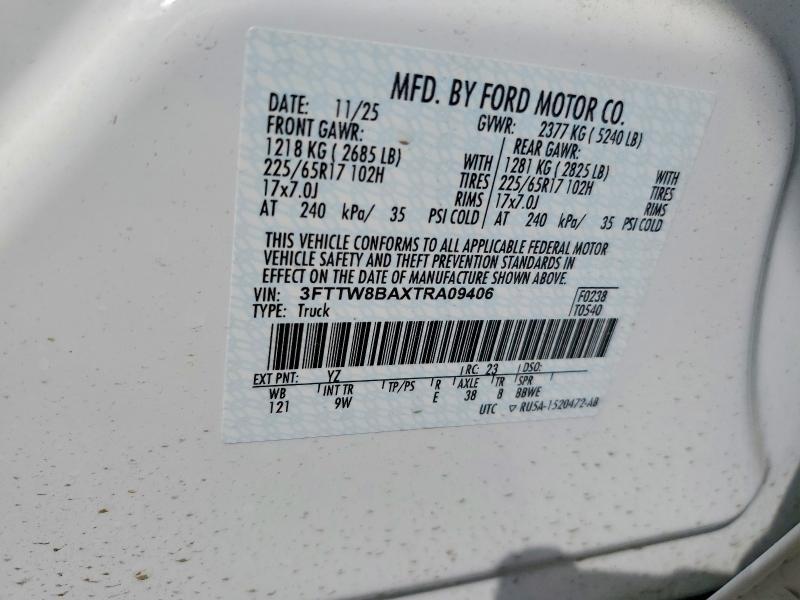 MFD. BY FORD MOTOR CO.
DATE: 11/25 GVWR: 2377 KG ( 5240 LB)
FRONT GAWR: REAR GAWR:
1218 KG ( 2685 LB) WITH 1281 KG ( 2825 LB) WITH
225/65R17 102H TIRES 225/65R17 102H TIRES
17x7.0J RIMS 17x7.0J RIMS
AT 240 kPa/ 35 PSI COLD AT 240 kPa/ 35 PSI COLD
THIS VEHICLE CONFORMS TO ALL APPLICABLE FEDERAL MOTOR
VEHICLE SAFETY AND THEFT PREVENTION STANDARDS IN
EFFECT ON THE DATE OF MANUFACTURE SHOWN ABOVE.
VIN: 3FTTW8BAXTRA09406 F0238
TYPE: Truck T0540
EXT PNT: YZ RC: 23 DSO:
WB INT TR TP/PS R AXLE TR SPR
121 9W E 38 8 BBWE
UTC ▽ RU5A-1520472-AB